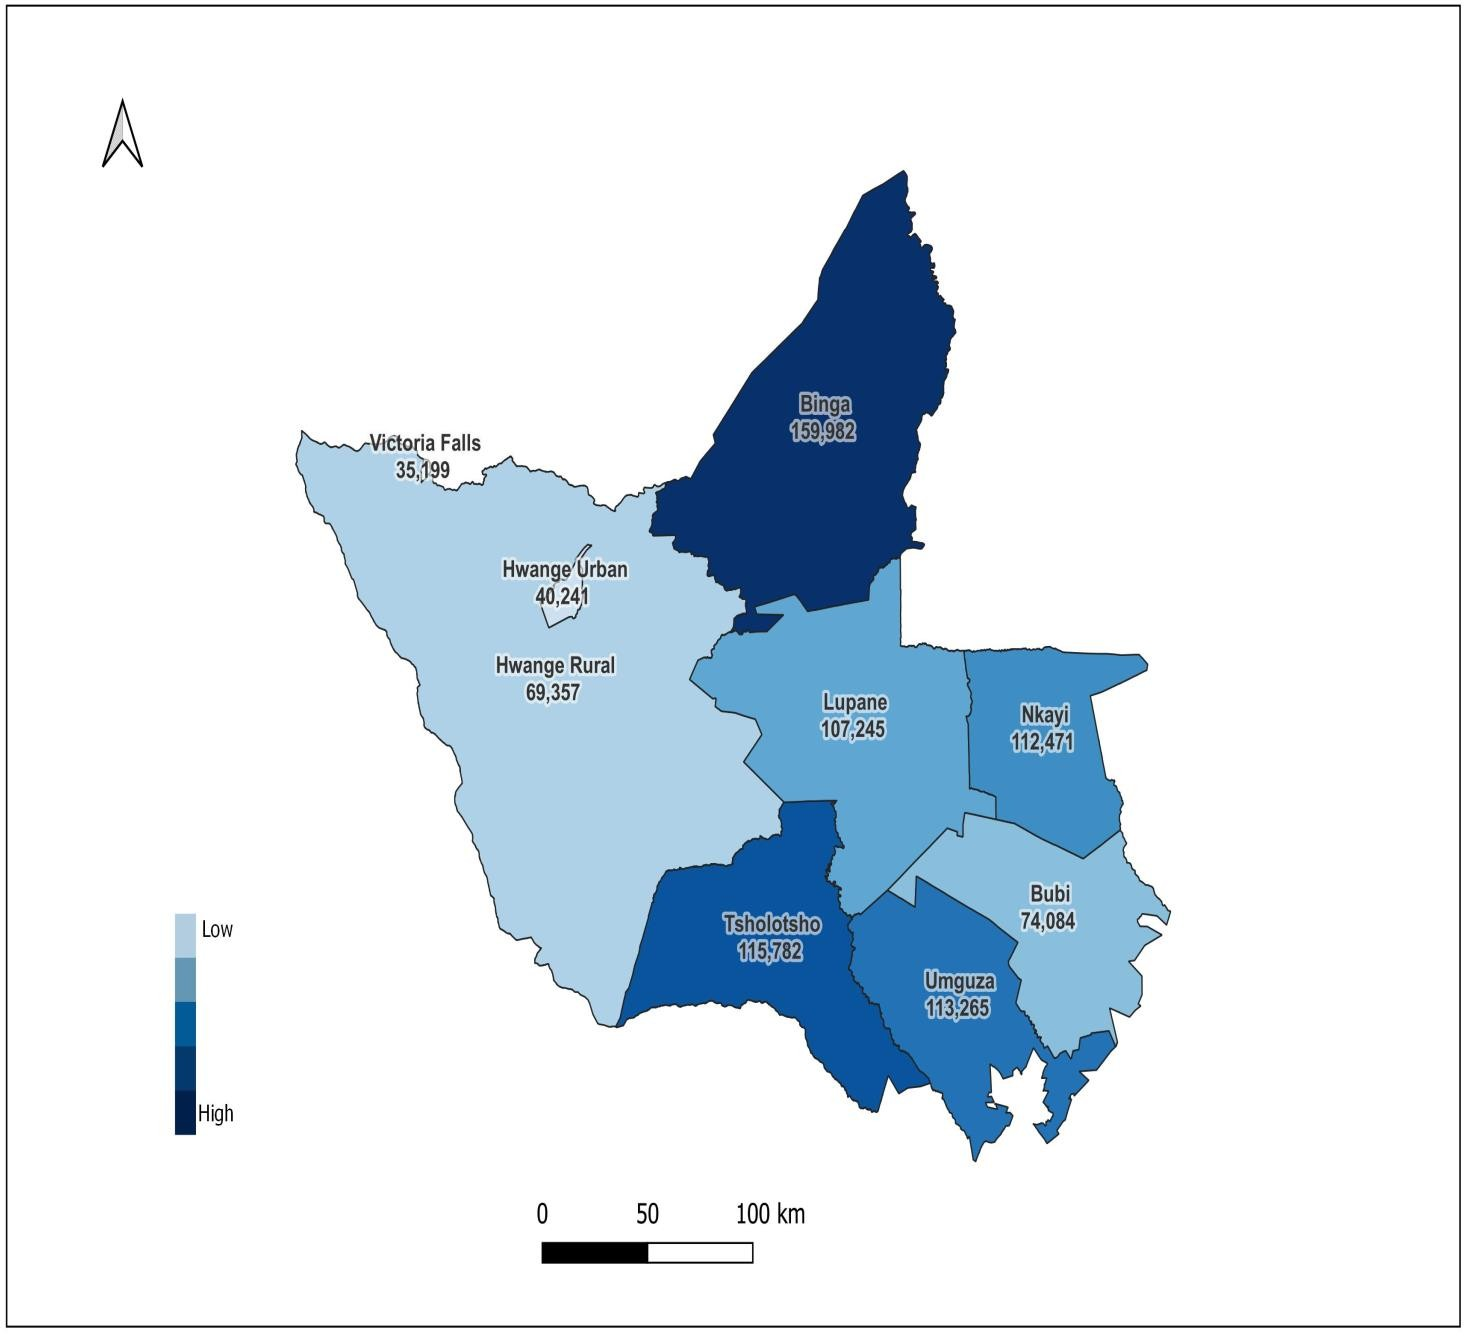 Binga
159,982
Victoria Falls
35,199
Hwange Urban
40,241
Hwange Rural
69,357
Lupane
107,245
Nkayi
112,471
Bubi
74,084
Tsholotsho
115,782
Umguza
113,265
Low
High
0 50 100 km